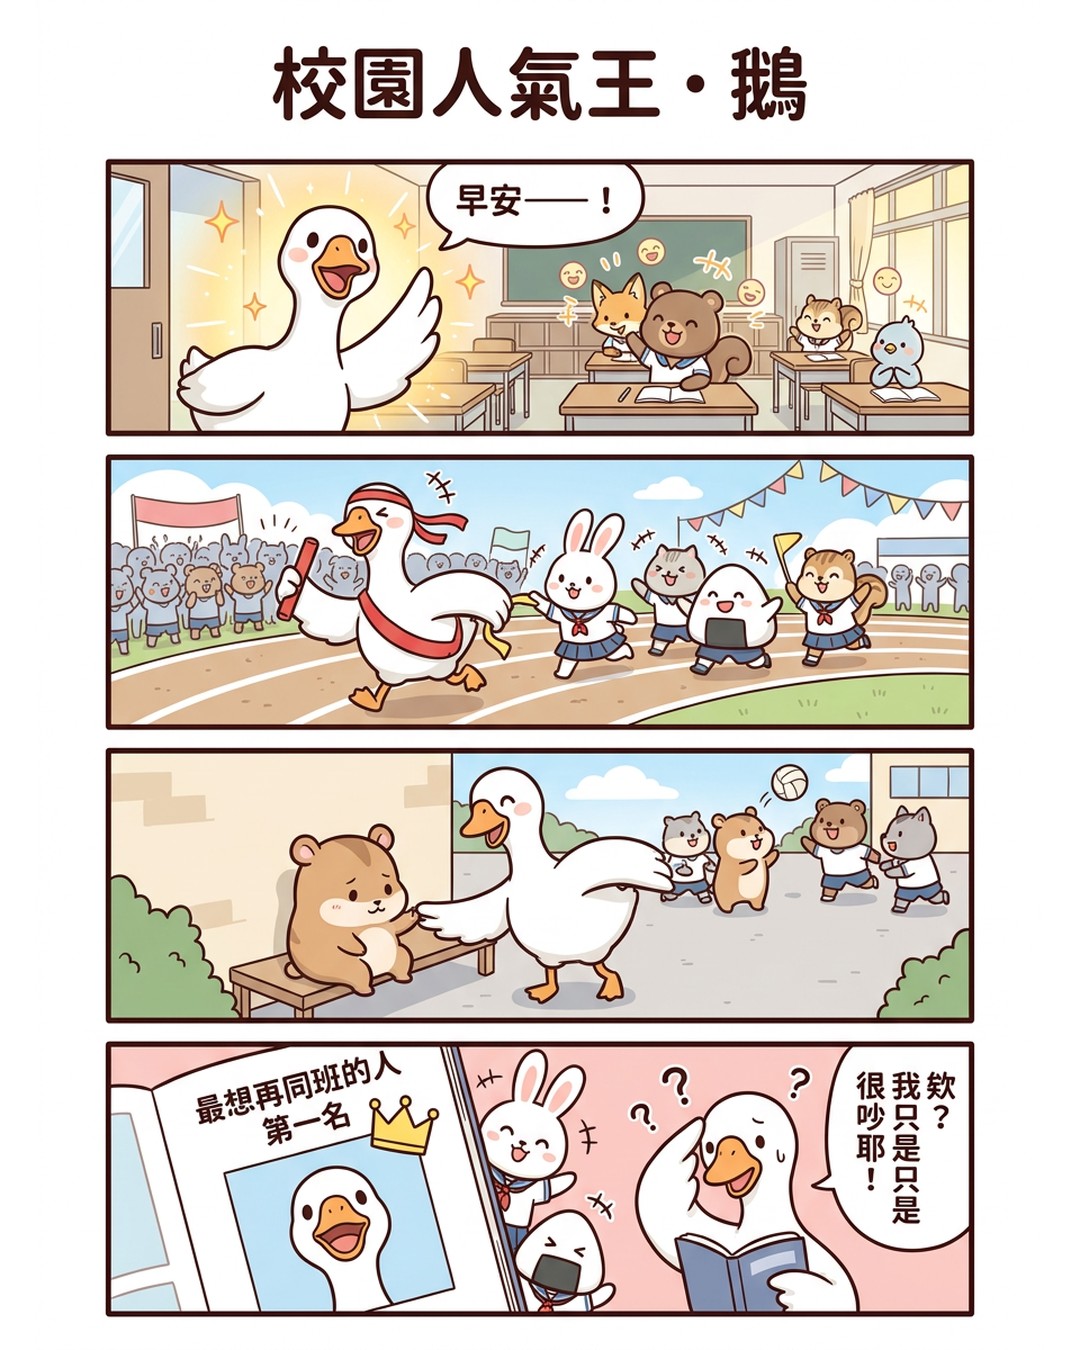 校園人氣王・鵝
早安——！
最想再同班的人
第一名
欸？
我只是只是
很吵耶！